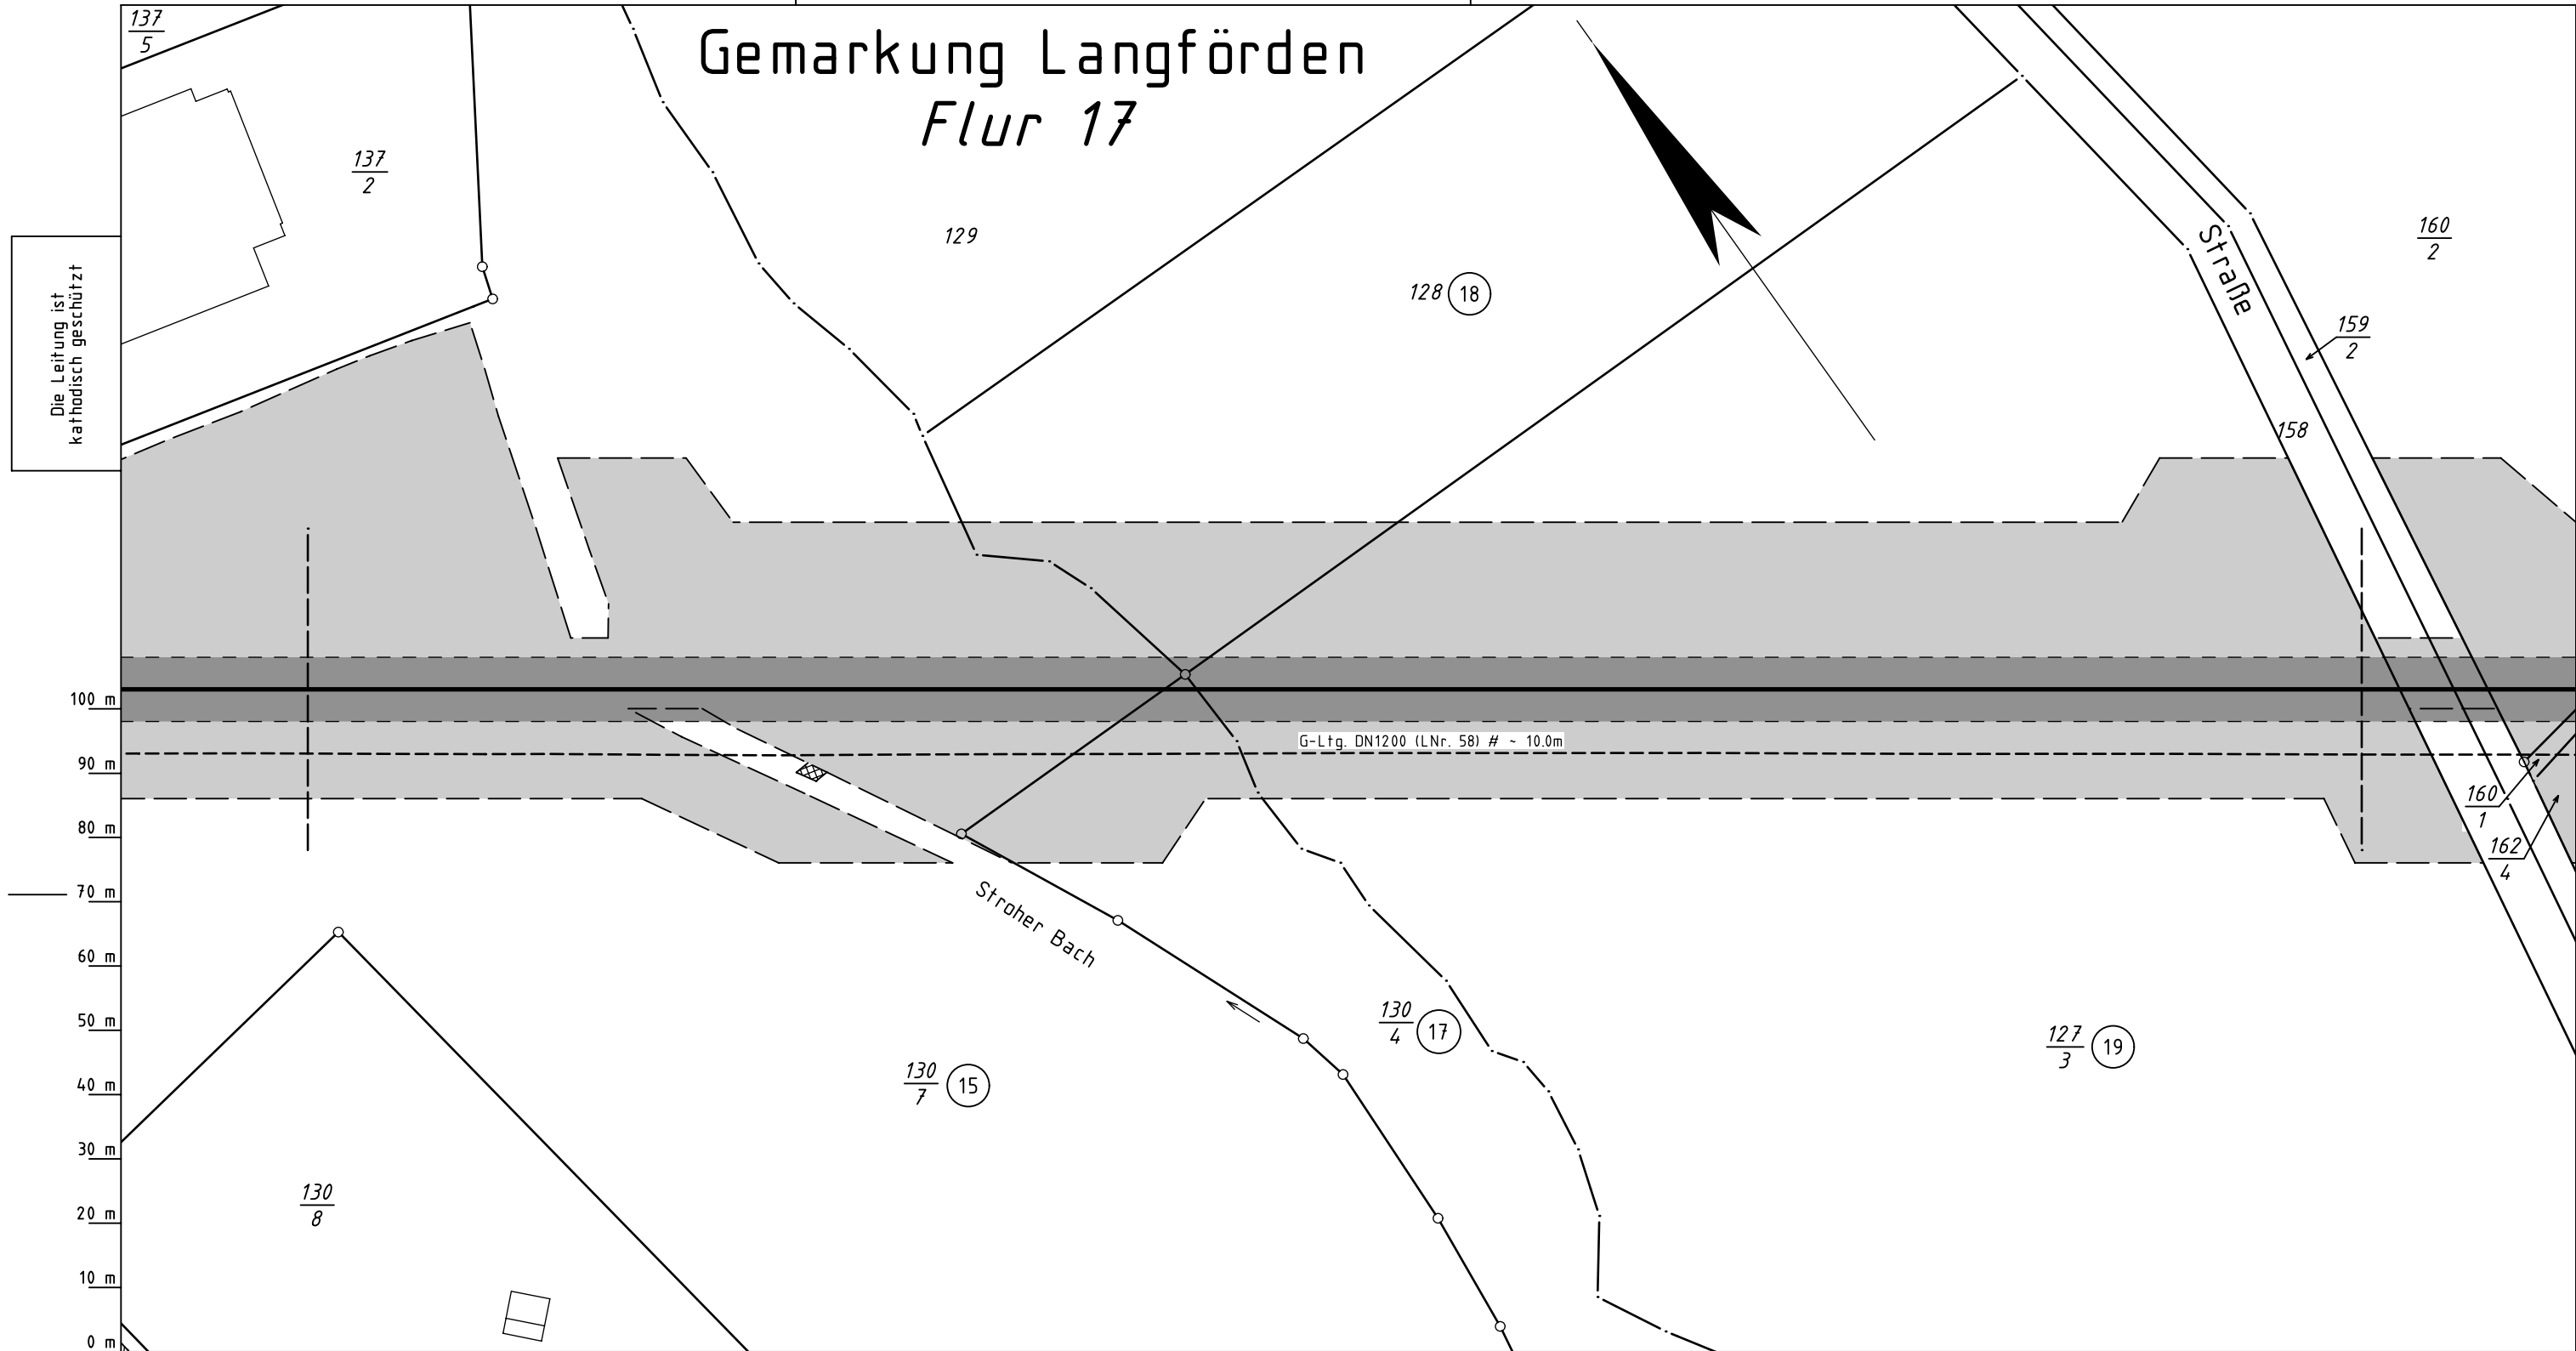 Gemarkung Langförden
Flur 17
137
5
137
2
129
128 18
Straße
160
2
159
2
158
Die Leitung ist
kathodisch geschützt
G-Ltg. DN1200 (LNr. 58) # ~ 10.0m
160
1
162
4
Stroher Bach
130
4 17
130
7 15
127
3 19
130
8
100 m
90 m
80 m
70 m
60 m
50 m
40 m
30 m
20 m
10 m
0 m